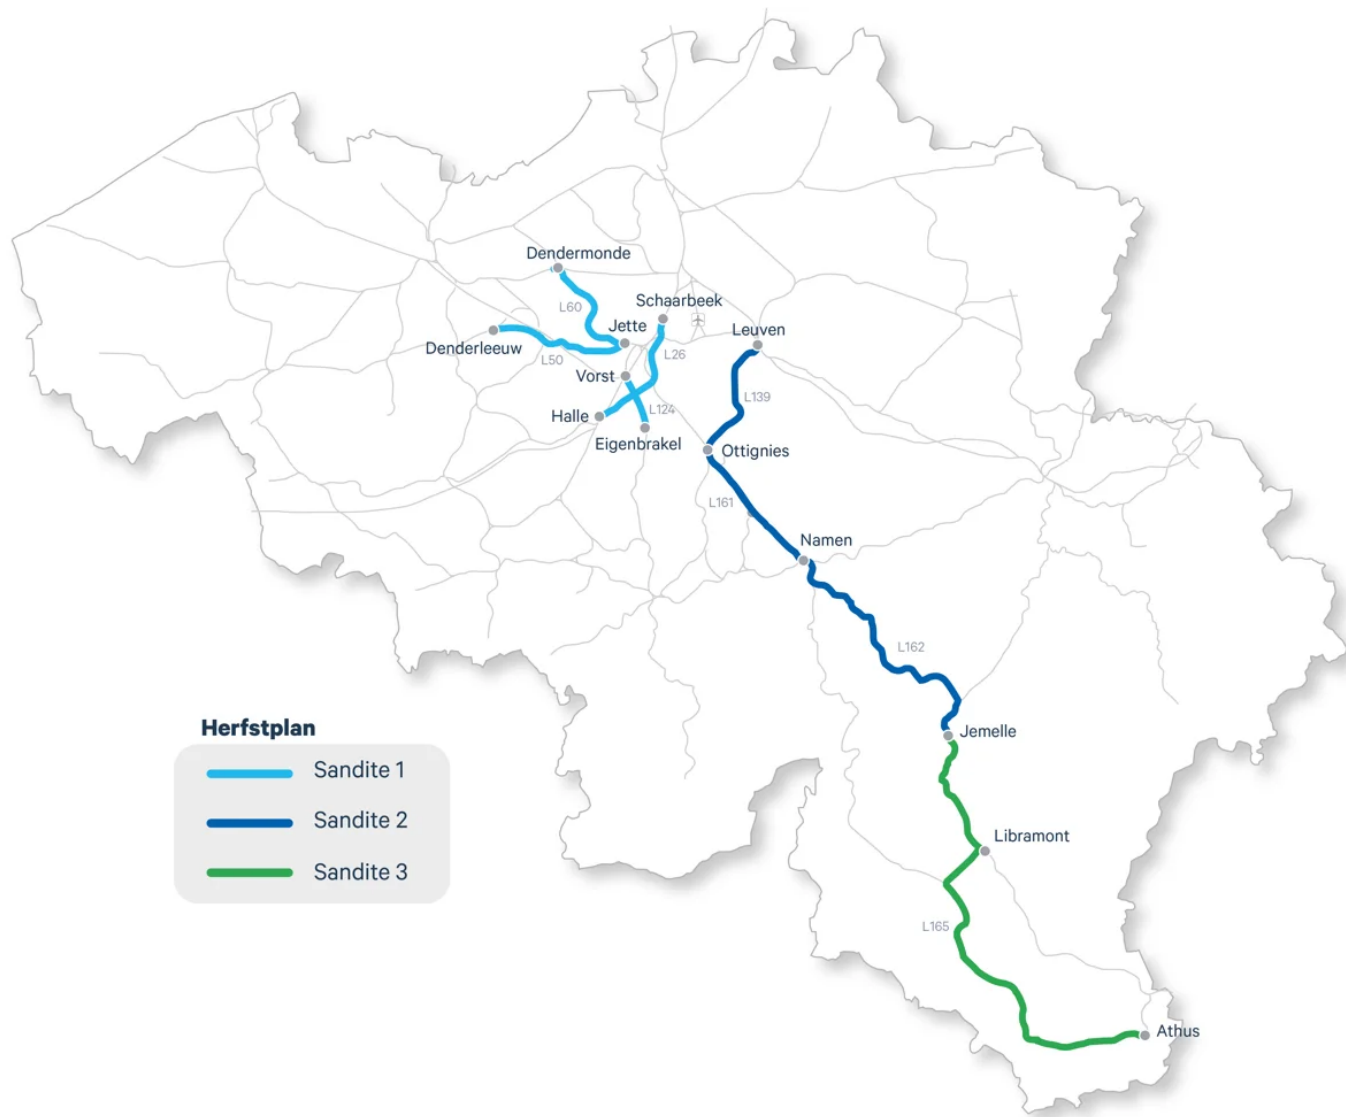 Dendermonde
Schaarbeek
L60
Jette
Leuven
Denderleeuw
L50
L26
Vorst
L139
Halle
L124
Eigenbrakel
Ottignies
L161
Namen
L162
Jemelle
Libramont
L165
Athus
Herfstplan
Sandite 1
Sandite 2
Sandite 3